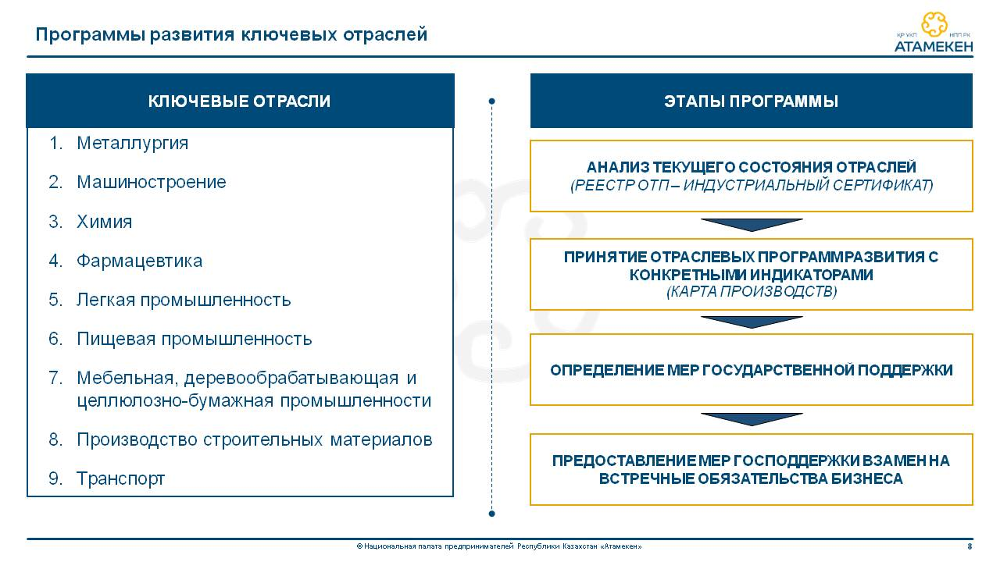 Программы развития ключевых отраслей
ҚР ҰКП НПП РК
АТАМЕКЕН
КЛЮЧЕВЫЕ ОТРАСЛИ
1. Металлургия
2. Машиностроение
3. Химия
4. Фармацевтика
5. Легкая промышленность
6. Пищевая промышленность
7. Мебельная, деревообрабатывающая и
целлюлозно-бумажная промышленности
8. Производство строительных материалов
9. Транспорт
ЭТАПЫ ПРОГРАММЫ
АНАЛИЗ ТЕКУЩЕГО СОСТОЯНИЯ ОТРАСЛЕЙ
(РЕЕСТР ОТП – ИНДУСТРИАЛЬНЫЙ СЕРТИФИКАТ)
ПРИНЯТИЕ ОТРАСЛЕВЫХ ПРОГРАММ РАЗВИТИЯ С
КОНКРЕТНЫМИ ИНДИКАТОРАМИ
(КАРТА ПРОИЗВОДСТВ)
ОПРЕДЕЛЕНИЕ МЕР ГОСУДАРСТВЕННОЙ ПОДДЕРЖКИ
ПРЕДОСТАВЛЕНИЕ МЕР ГОСПОДДЕРЖКИ ВЗАМЕН НА
ВСТРЕЧНЫЕ ОБЯЗАТЕЛЬСТВА БИЗНЕСА
© Национальная палата предпринимателей Республики Казахстан «Атамекен»
8